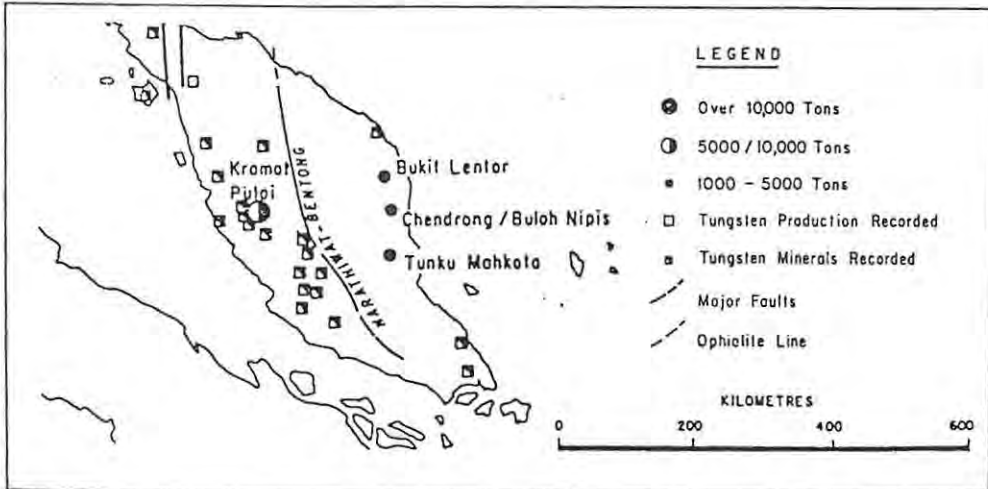 LEGEND
Over 10,000 Tons
5000/10,000 Tons
1000 - 5000 Tons
Tungsten Production Recorded
Tungsten Minerals Recorded
Major Faults
Ophiolite Line
KILOMETRES
0 200 400 600
Kramat
Pulai
NARATHIWAT-BENTONG
Bukit Lentor
Chendrong/Buloh Nipis
Tunku Mahkota